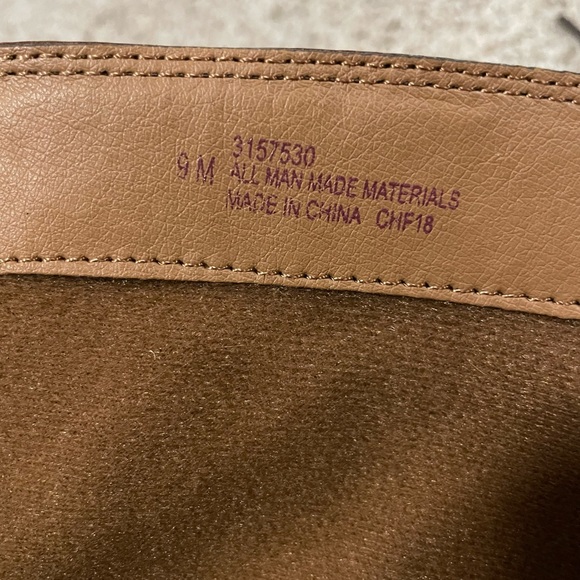 3157530
9 M ALL MAN MADE MATERIALS
MADE IN CHINA CHF18